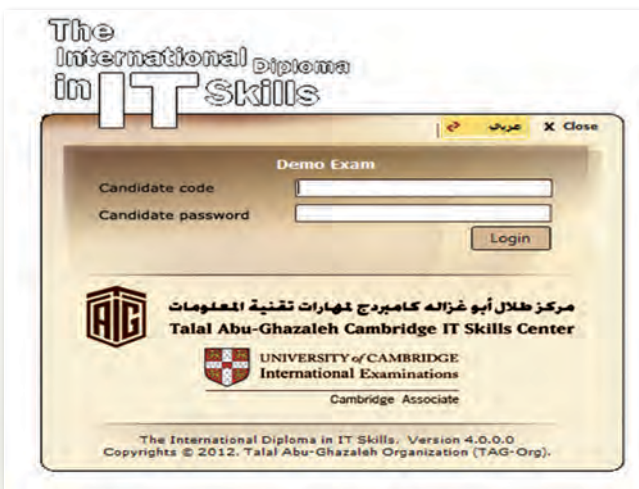 The
International Diploma
in IT Skills
عربي X Close
Demo Exam
Candidate code
Candidate password
Login
مركز طلال أبو غزاله كامبردج لمهارات تقنية المعلومات
TAG
Talal Abu-Ghazaleh Cambridge IT Skills Center
UNIVERSITY of CAMBRIDGE
International Examinations
Cambridge Associate
The International Diploma in IT Skills. Version 4.0.0.0
Copyrights © 2012. Talal Abu-Ghazaleh Organization (TAG-Org).